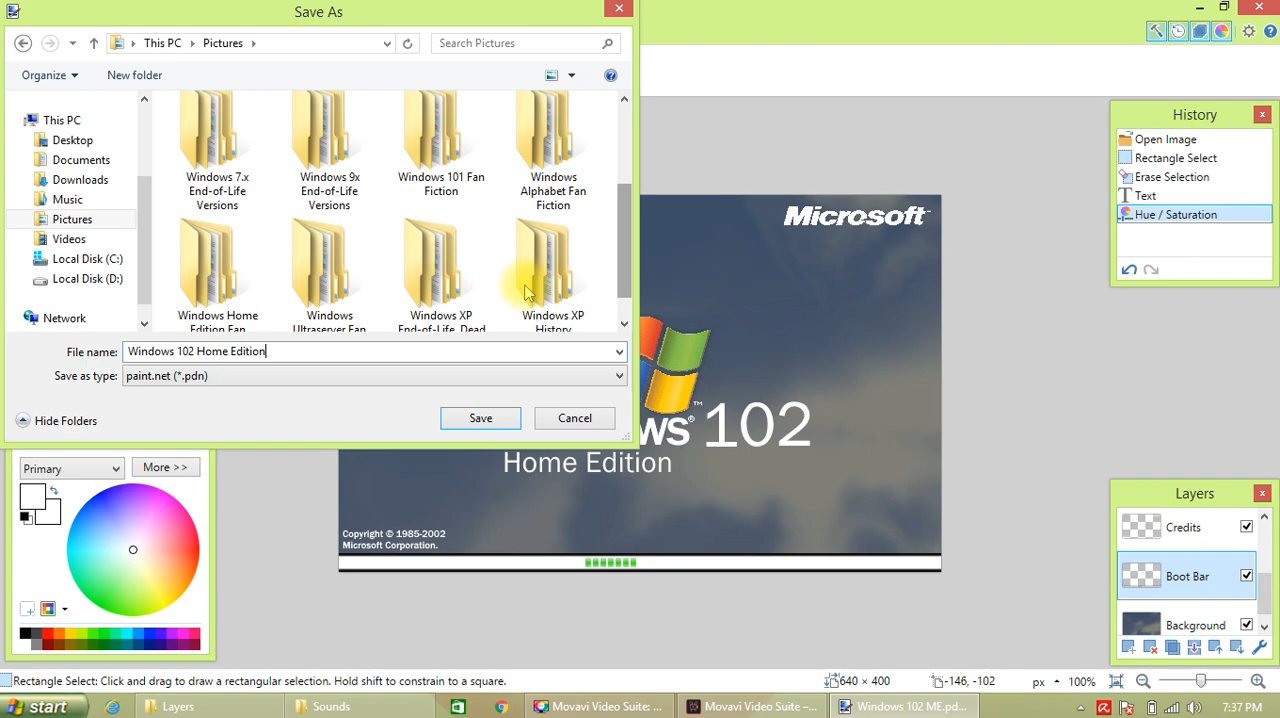 Save As
This PC
Pictures
Search Pictures
Organize
New folder
This PC
Desktop
Documents
Downloads
Music
Pictures
Videos
Local Disk (C:)
Local Disk (D:)
Network
Windows 7.x
End-of-Life
Versions
Windows 9x
End-of-Life
Versions
Windows 101 Fan
Fiction
Windows
Alphabet Fan
Fiction
Windows Home
Edition Fan
Windows
Ultraserver Fan
Windows XP
End-of-Life, Dead
Windows XP
History
File name:
Windows 102 Home Edition
Save as type:
paint.net (*.pdn)
Hide Folders
Save
Cancel
History
Open Image
Rectangle Select
Erase Selection
Text
Hue / Saturation
Microsoft
ws® 102
™
Home Edition
Copyright © 1985-2002
Microsoft Corporation.
Primary
More >>
Layers
Credits
Boot Bar
Background
Rectangle Select: Click and drag to draw a rectangular selection. Hold shift to constrain to a square.
640 × 400
-146, -102
px
100%
start
Layers
Sounds
Movavi Video Suite: ...
Movavi Video Suite –...
Windows 102 ME.pd...
7:37 PM